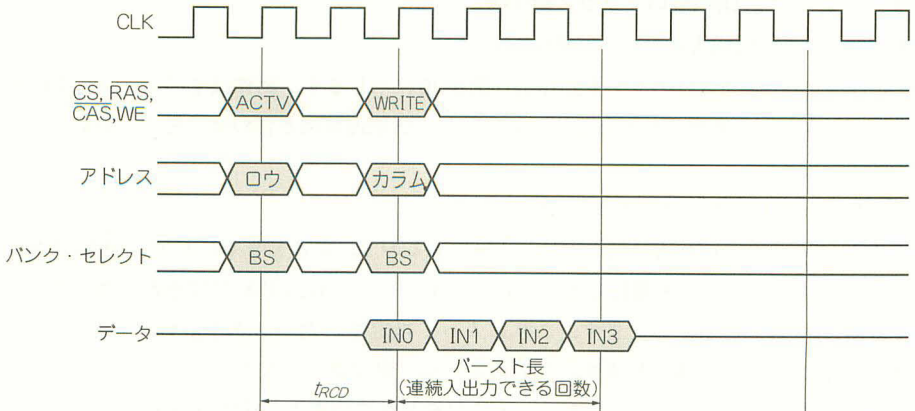 CLK
CS, RAS,
CAS,WE
ACTV
WRITE
アドレス
ロウ
カラム
バンク・セレクト
BS
BS
データ
IN0
IN1
IN2
IN3
バースト長
(連続入出力できる回数)
tRCD